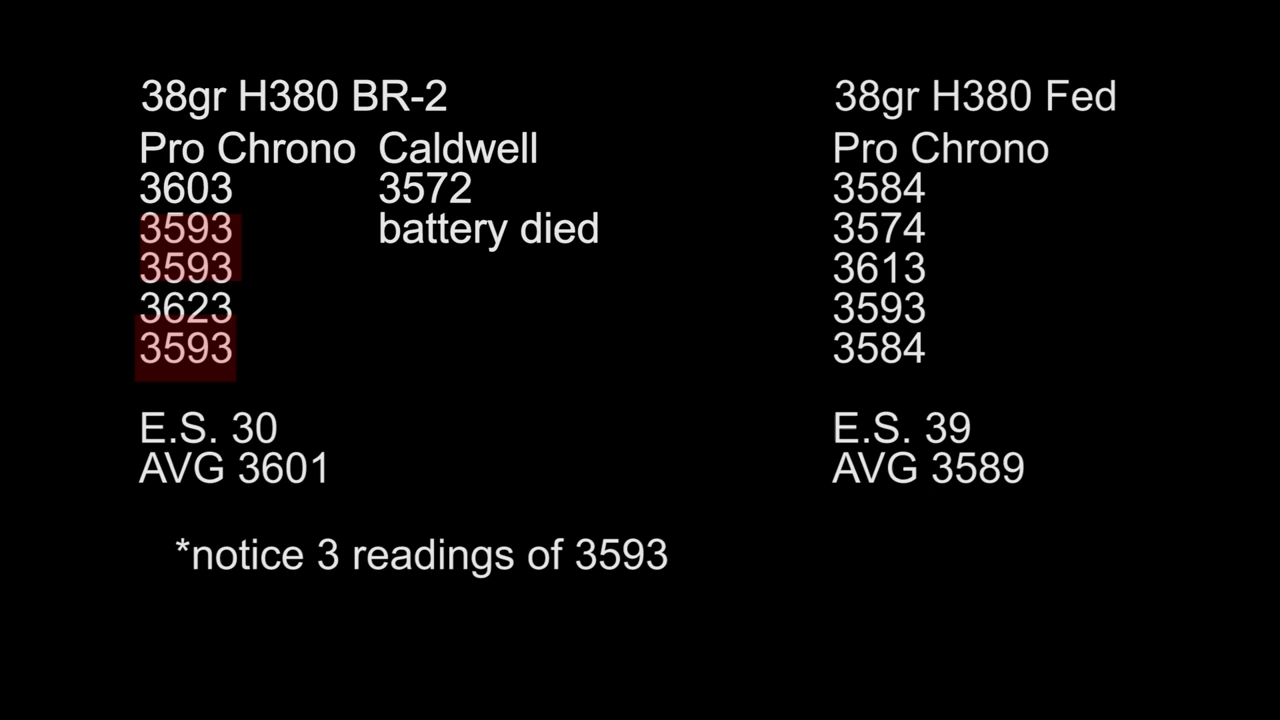 38gr H380 BR-2
Pro Chrono Caldwell
3603 3572
3593 battery died
3593
3623
3593
E.S. 30
AVG 3601
*notice 3 readings of 3593
38gr H380 Fed
Pro Chrono
3584
3574
3613
3593
3584
E.S. 39
AVG 3589